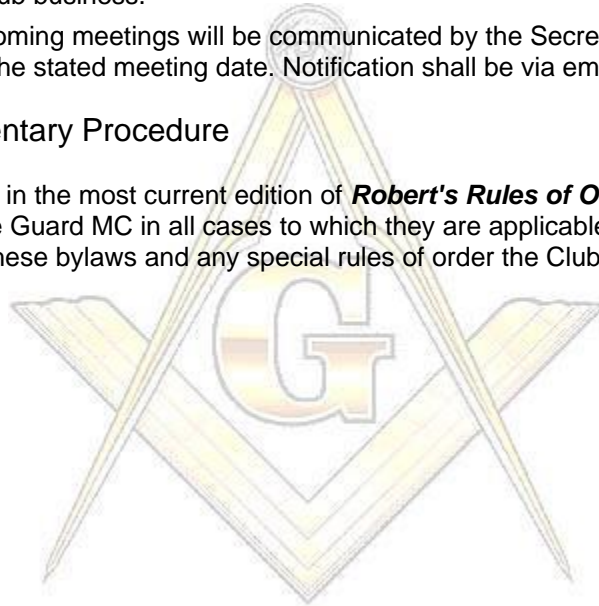 business.
oming meetings will be communicated by the Secre
he stated meeting date. Notification shall be via em
entary Procedure
in the most current edition of Robert's Rules of O
e Guard MC in all cases to which they are applicable
hese bylaws and any special rules of order the Club
G